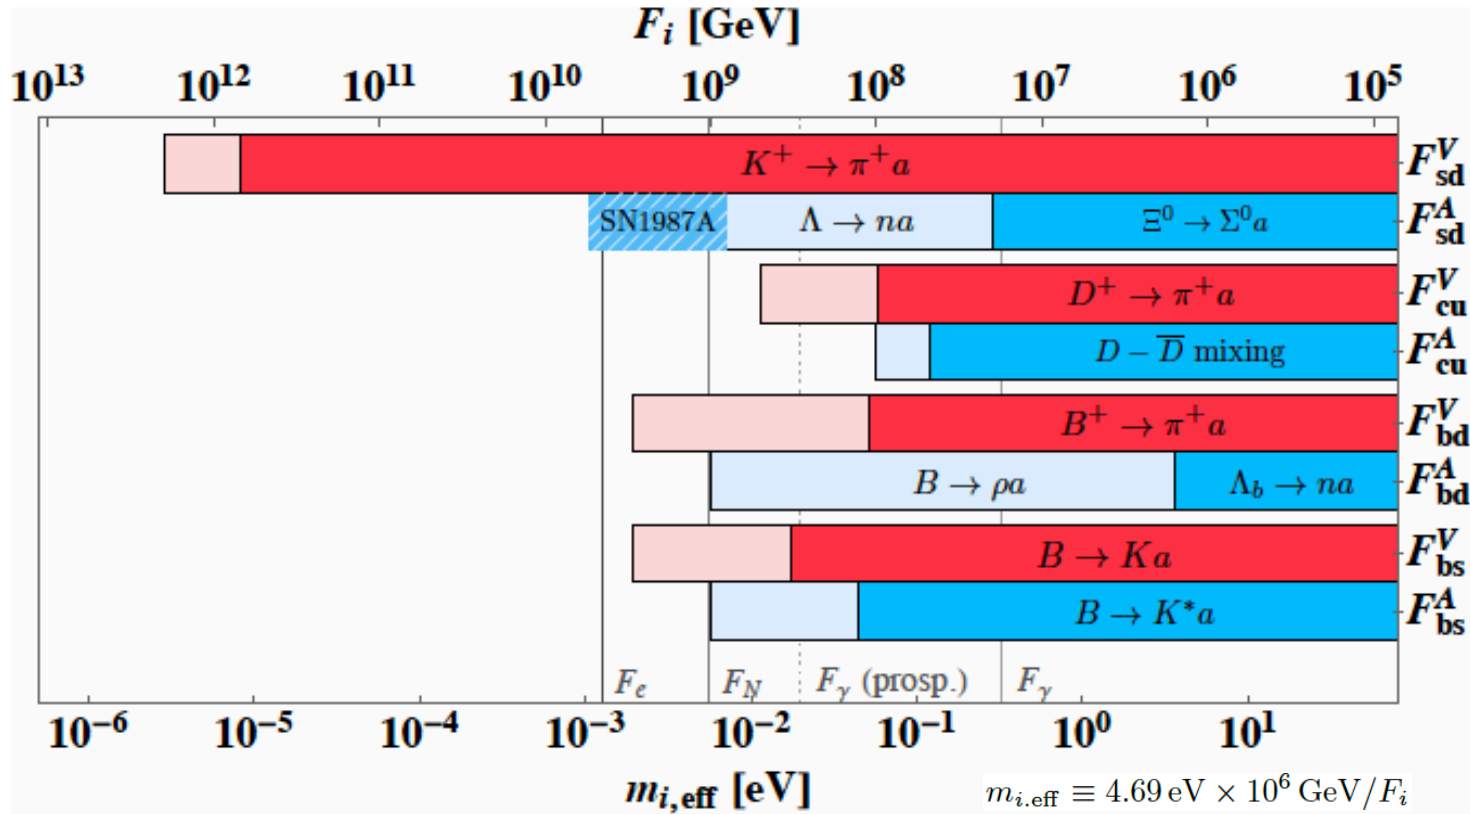 F_i [GeV]
10^13 10^12 10^11 10^10 10^9 10^8 10^7 10^6 10^5
K^+ → π^+ a F^V_sd
SN1987A Λ → na Ξ^0 → Σ^0 a F^A_sd
D^+ → π^+ a F^V_cu
D − D̅ mixing F^A_cu
B^+ → π^+ a F^V_bd
B → ρa Λ_b → na F^A_bd
B → Ka F^V_bs
B → K^*a F^A_bs
F_e F_N F_γ (prosp.) F_γ
10^−6 10^−5 10^−4 10^−3 10^−2 10^−1 10^0 10^1
m_i,eff [eV] m_i.eff ≡ 4.69 eV × 10^6 GeV/F_i